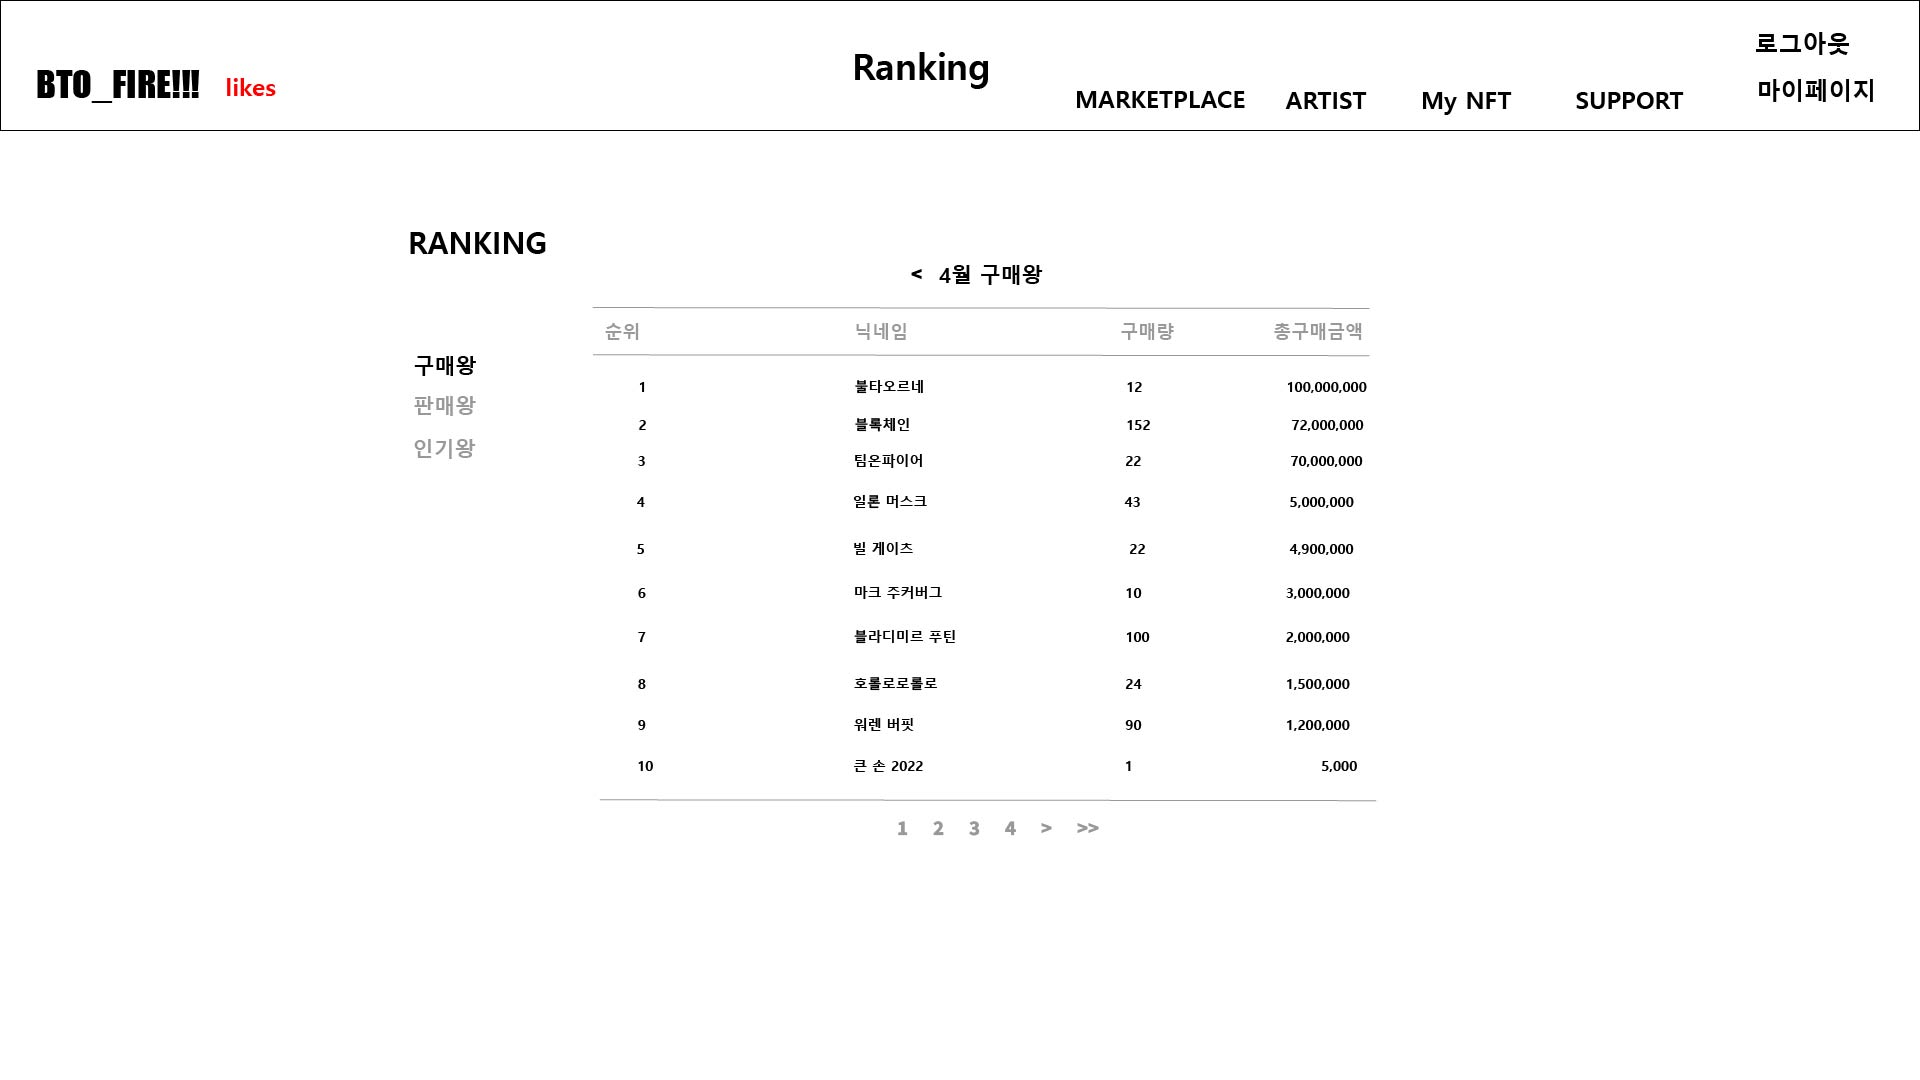 BTO_FIRE!!! likes Ranking MARKETPLACE ARTIST My NFT SUPPORT
로그아웃
마이페이지
RANKING
< 4월 구매왕
구매왕
판매왕
인기왕
순위 닉네임 구매량 총구매금액
1 불타오르네 12 100,000,000
2 블록체인 152 72,000,000
3 팀온파이어 22 70,000,000
4 일론 머스크 43 5,000,000
5 빌 게이츠 22 4,900,000
6 마크 주커버그 10 3,000,000
7 블라디미르 푸틴 100 2,000,000
8 호롤로로롤로 24 1,500,000
9 워렌 버핏 90 1,200,000
10 큰 손 2022 1 5,000
1 2 3 4 > >>